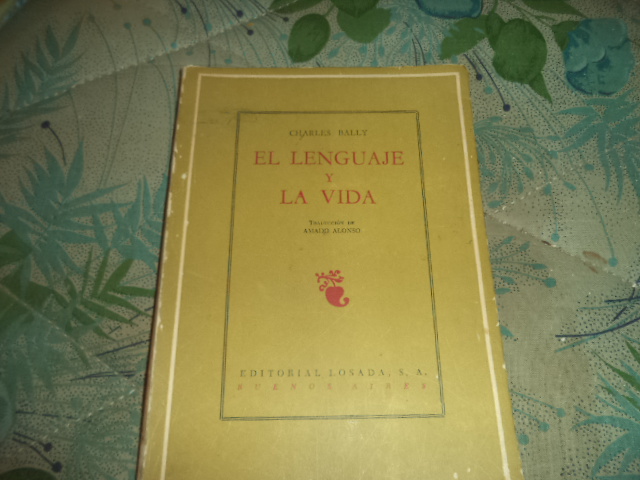 CHARLES BALLY
EL LENGUAJE
Y
LA VIDA
TRADUCCIÓN DE
AMADO ALONSO
EDITORIAL LOSADA, S. A.
BUENOS AIRES